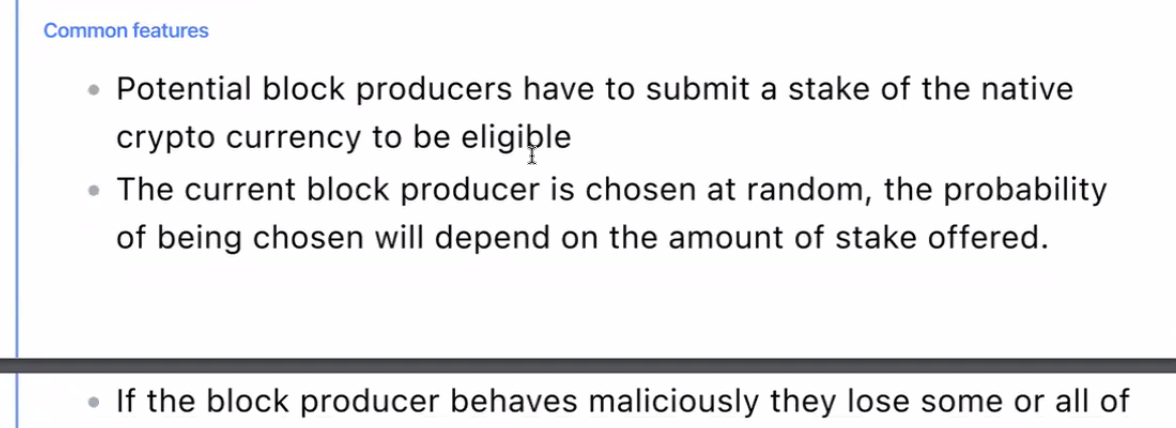 Common features
Potential block producers have to submit a stake of the native
crypto currency to be eligible
The current block producer is chosen at random, the probability
of being chosen will depend on the amount of stake offered.
If the block producer behaves maliciously they lose some or all of